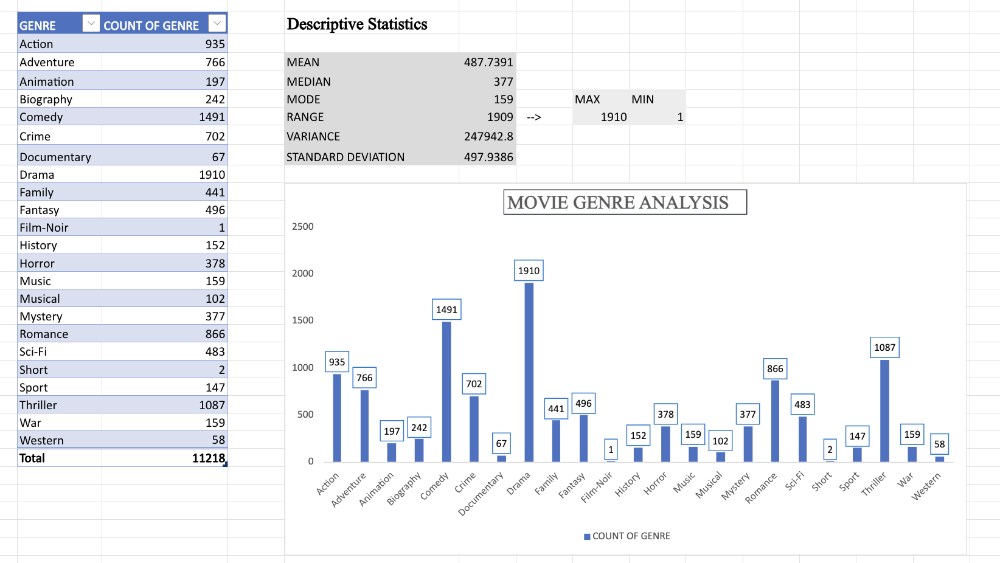 GENRE COUNT OF GENRE
Action 935
Adventure 766
Animation 197
Biography 242
Comedy 1491
Crime 702
Documentary 67
Drama 1910
Family 441
Fantasy 496
Film-Noir 1
History 152
Horror 378
Music 159
Musical 102
Mystery 377
Romance 866
Sci-Fi 483
Short 2
Sport 147
Thriller 1087
War 159
Western 58
Total 11218
Descriptive Statistics
MEAN 487.7391
MEDIAN 377
MODE 159 MAX MIN
RANGE 1909 --> 1910 1
VARIANCE 247942.8
STANDARD DEVIATION 497.9386
MOVIE GENRE ANALYSIS
2500
2000
1500
1000
500
0
935
766
197
242
1491
702
67
1910
441
496
1
152
378
159
102
377
866
483
2
147
1087
159
58
Action
Adventure
Animation
Biography
Comedy
Crime
Documentary
Drama
Family
Fantasy
Film-Noir
History
Horror
Music
Musical
Mystery
Romance
Sci-Fi
Short
Sport
Thriller
War
Western
COUNT OF GENRE